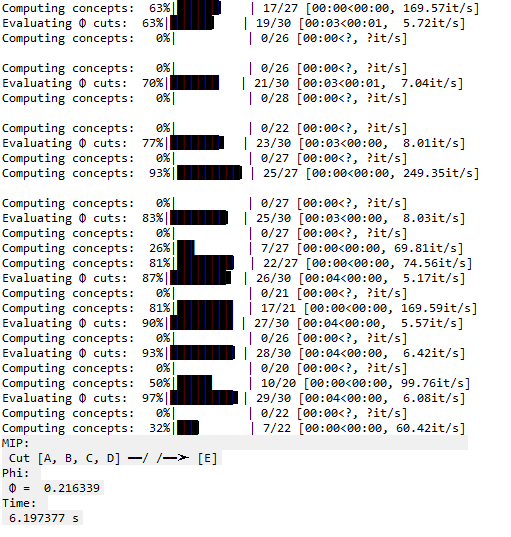 Computing concepts:  63%|██████    | 17/27 [00:00<00:00, 169.57it/s]
Evaluating Φ cuts:  63%|██████    | 19/30 [00:03<00:01,  5.72it/s]
Computing concepts:   0%|          | 0/26 [00:00<?, ?it/s]
Computing concepts:   0%|          | 0/26 [00:00<?, ?it/s]
Evaluating Φ cuts:  70%|███████   | 21/30 [00:03<00:01,  7.04it/s]
Computing concepts:   0%|          | 0/28 [00:00<?, ?it/s]
Computing concepts:   0%|          | 0/22 [00:00<?, ?it/s]
Evaluating Φ cuts:  77%|███████▋  | 23/30 [00:03<00:00,  8.01it/s]
Computing concepts:   0%|          | 0/27 [00:00<?, ?it/s]
Computing concepts:  93%|█████████▎| 25/27 [00:00<00:00, 249.35it/s]
Computing concepts:   0%|          | 0/27 [00:00<?, ?it/s]
Evaluating Φ cuts:  83%|████████▎ | 25/30 [00:03<00:00,  8.03it/s]
Computing concepts:   0%|          | 0/27 [00:00<?, ?it/s]
Computing concepts:  26%|██▌       | 7/27 [00:00<00:00, 69.81it/s]
Computing concepts:  81%|████████▏ | 22/27 [00:00<00:00, 74.56it/s]
Evaluating Φ cuts:  87%|████████▋ | 26/30 [00:04<00:00,  5.17it/s]
Computing concepts:   0%|          | 0/21 [00:00<?, ?it/s]
Computing concepts:  81%|████████  | 17/21 [00:00<00:00, 169.59it/s]
Evaluating Φ cuts:  90%|█████████ | 27/30 [00:04<00:00,  5.57it/s]
Computing concepts:   0%|          | 0/26 [00:00<?, ?it/s]
Evaluating Φ cuts:  93%|█████████▎| 28/30 [00:04<00:00,  6.42it/s]
Computing concepts:   0%|          | 0/20 [00:00<?, ?it/s]
Computing concepts:  50%|█████     | 10/20 [00:00<00:00, 99.76it/s]
Evaluating Φ cuts:  97%|█████████▋| 29/30 [00:04<00:00,  6.08it/s]
Computing concepts:   0%|          | 0/22 [00:00<?, ?it/s]
Computing concepts:  32%|███▏      | 7/22 [00:00<00:00, 60.42it/s]
MIP:
Cut [A, B, C, D] ━━/ /━━➤ [E]
Phi:
Φ =  0.216339
Time:
6.197377 s